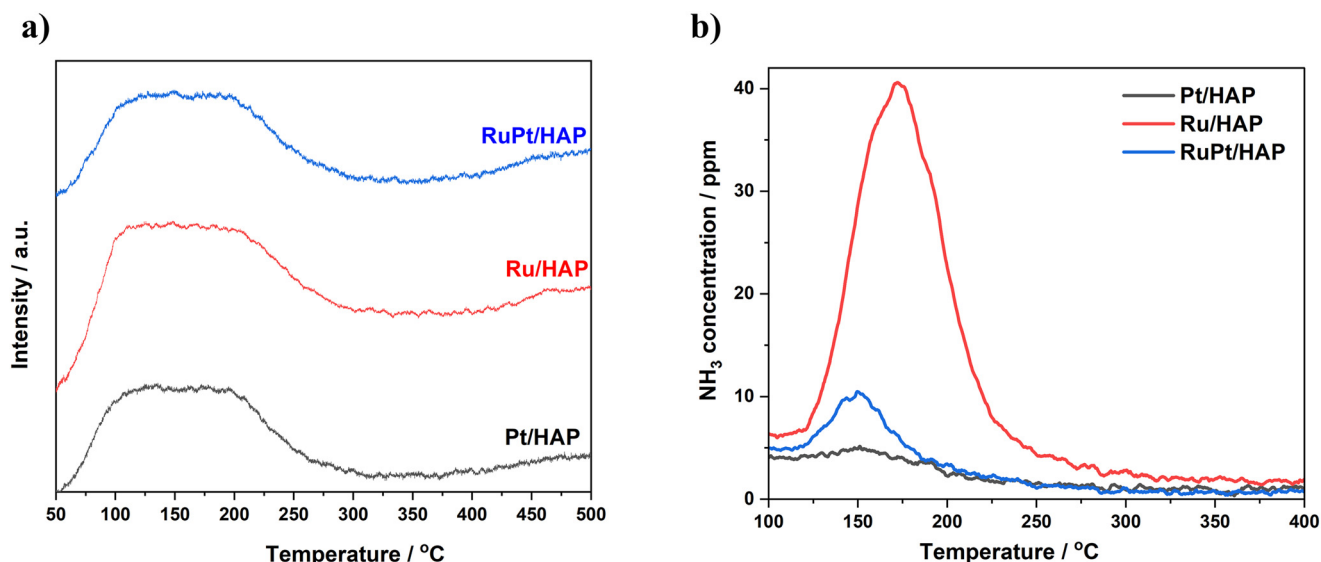 a)
Intensity / a.u.
RuPt/HAP
Ru/HAP
Pt/HAP
50 100 150 200 250 300 350 400 450 500
Temperature / °C
b)
NH₃ concentration / ppm
40
30
20
10
0
Pt/HAP
Ru/HAP
RuPt/HAP
100 150 200 250 300 350 400
Temperature / °C